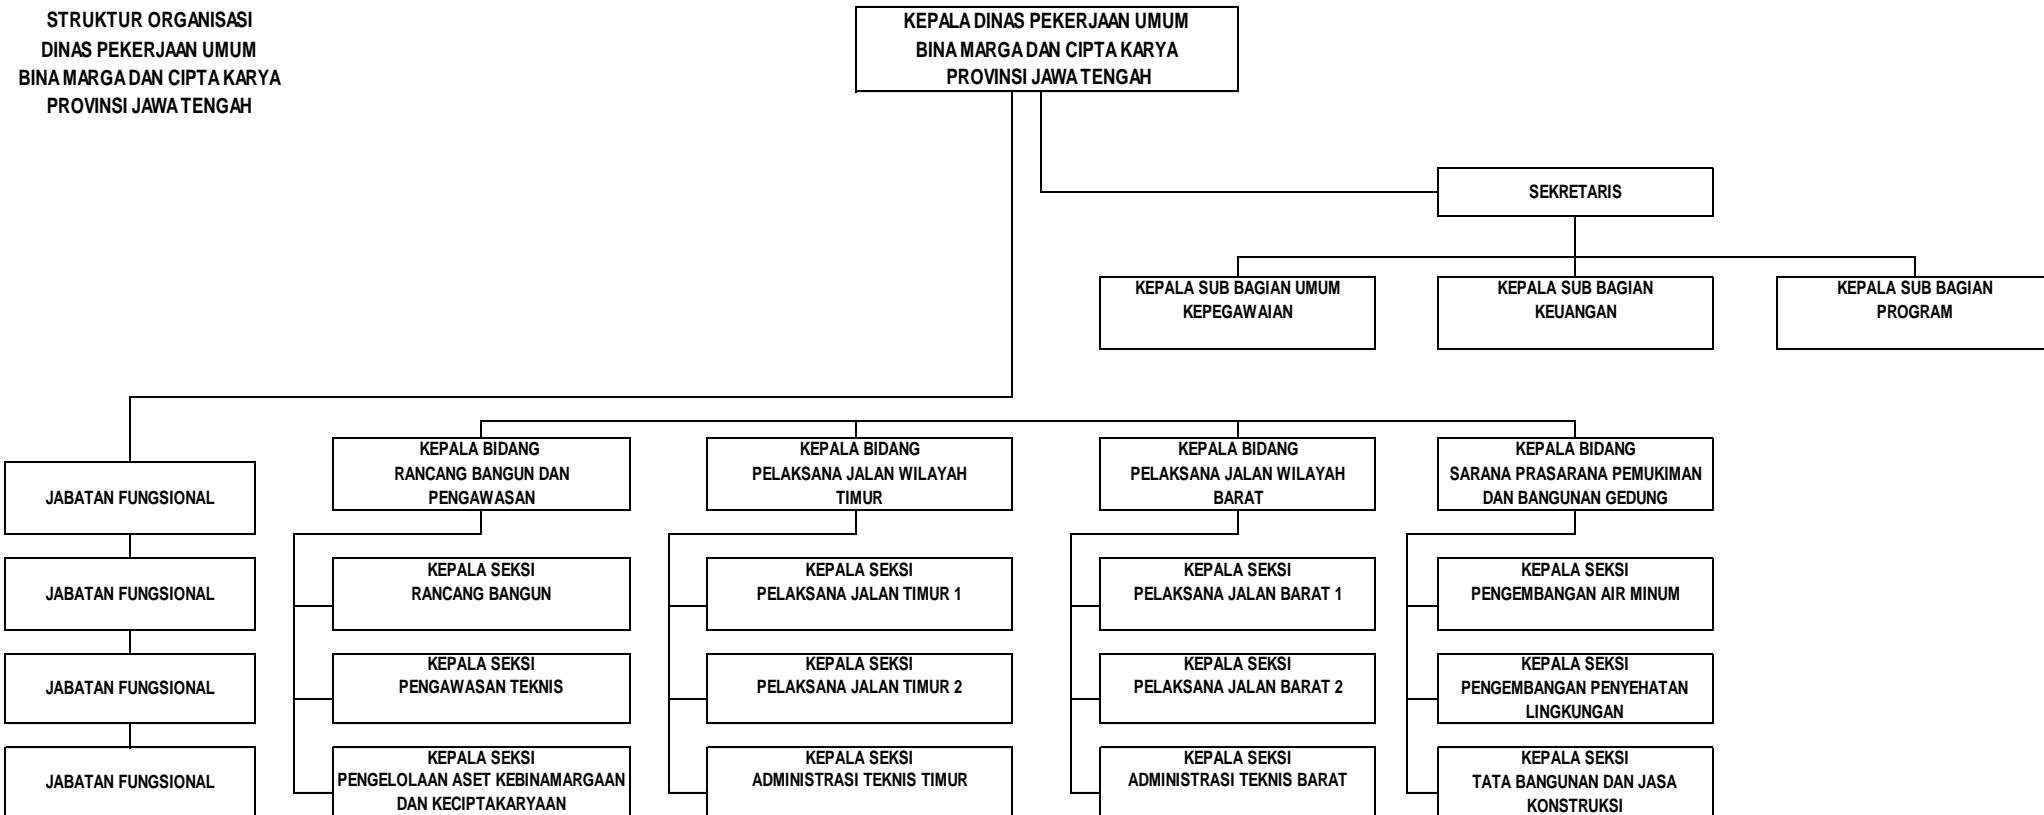 STRUKTUR ORGANISASI
DINAS PEKERJAAN UMUM
BINA MARGA DAN CIPTA KARYA
PROVINSI JAWA TENGAH
KEPALA DINAS PEKERJAAN UMUM
BINA MARGA DAN CIPTA KARYA
PROVINSI JAWA TENGAH
SEKRETARIS
KEPALA SUB BAGIAN UMUM
KEPEGAWAIAN
KEPALA SUB BAGIAN
KEUANGAN
KEPALA SUB BAGIAN
PROGRAM
JABATAN FUNGSIONAL
KEPALA BIDANG
RANCANG BANGUN DAN
PENGAWASAN
KEPALA BIDANG
PELAKSANA JALAN WILAYAH
TIMUR
KEPALA BIDANG
PELAKSANA JALAN WILAYAH
BARAT
KEPALA BIDANG
SARANA PRASARANA PEMUKIMAN
DAN BANGUNAN GEDUNG
JABATAN FUNGSIONAL
KEPALA SEKSI
RANCANG BANGUN
KEPALA SEKSI
PELAKSANA JALAN TIMUR 1
KEPALA SEKSI
PELAKSANA JALAN BARAT 1
KEPALA SEKSI
PENGEMBANGAN AIR MINUM
JABATAN FUNGSIONAL
KEPALA SEKSI
PENGAWASAN TEKNIS
KEPALA SEKSI
PELAKSANA JALAN TIMUR 2
KEPALA SEKSI
PELAKSANA JALAN BARAT 2
KEPALA SEKSI
PENGEMBANGAN PENYEHATAN
LINGKUNGAN
JABATAN FUNGSIONAL
KEPALA SEKSI
PENGELOLAAN ASET KEBINAMARGAAN
DAN KECIPTAKARYAAN
KEPALA SEKSI
ADMINISTRASI TEKNIS TIMUR
KEPALA SEKSI
ADMINISTRASI TEKNIS BARAT
KEPALA SEKSI
TATA BANGUNAN DAN JASA
KONSTRUKSI